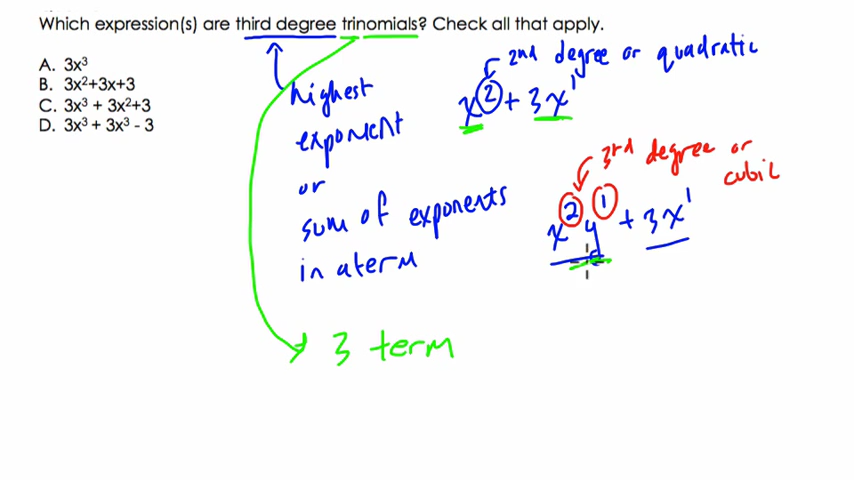 Which expression(s) are third degree trinomials? Check all that apply.
A. 3x³
B. 3x²+3x+3
C. 3x³ + 3x²+3
D. 3x³ + 3x³ - 3
highest
exponent
or
sum of exponents
in a term
3 term
2nd degree or quadratic
x² + 3x¹
3rd degree or
cubic
x²y¹ + 3x¹